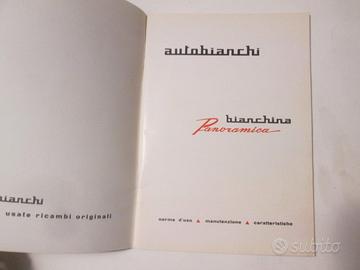 bianchi
usate ricambi originali
autobianchi
bianchina
Panoramica
norme d'uso ▲ manutenzione ▲ caratteristiche
subito